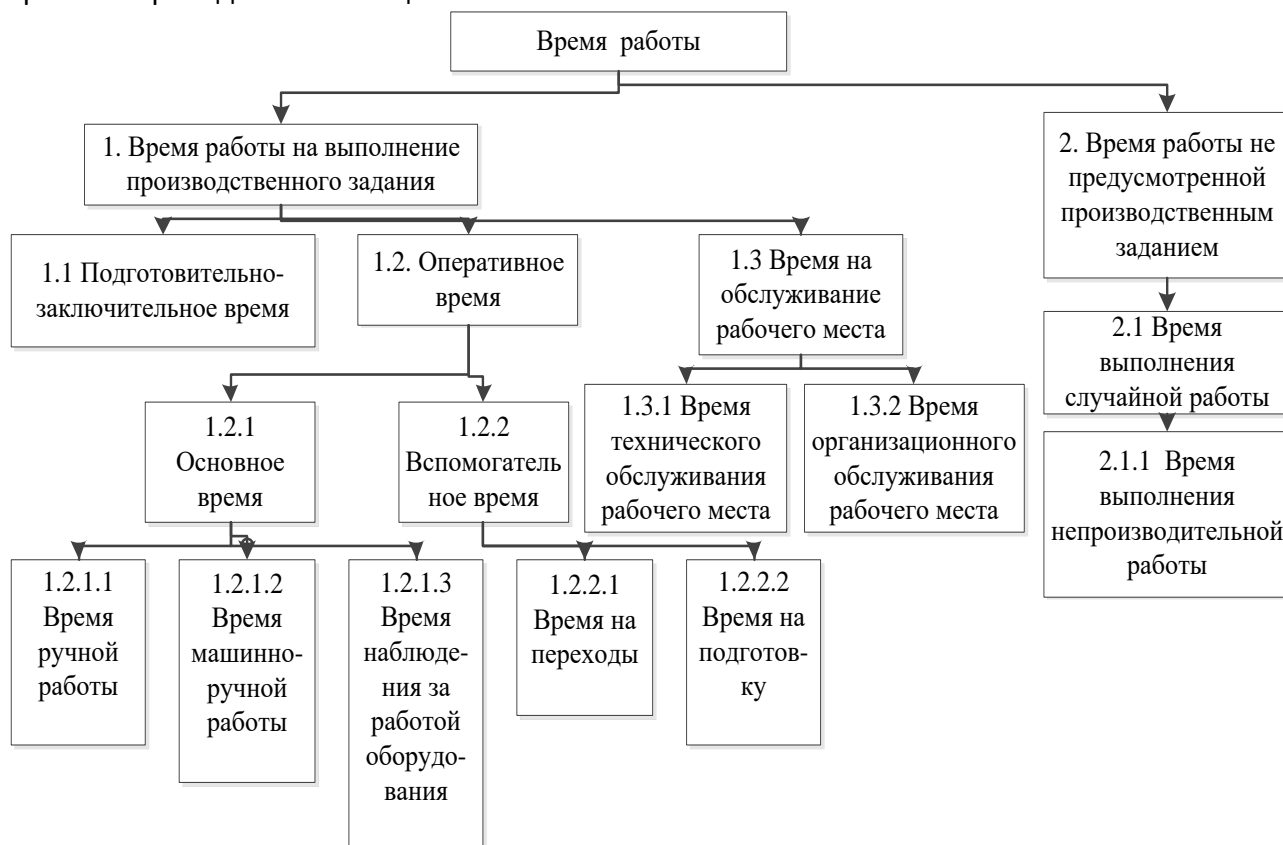 Время работы
1. Время работы на выполнение
производственного задания
2. Время работы не
предусмотренной
производственным
заданием
1.1 Подготовительно-
заключительное время
1.2. Оперативное
время
1.3 Время на
обслуживание
рабочего места
2.1 Время
выполнения
случайной работы
1.2.1
Основное
время
1.2.2
Вспомогатель
ное время
1.3.1 Время
технического
обслуживания
рабочего места
1.3.2 Время
организационного
обслуживания
рабочего места
2.1.1 Время
выполнения
непроизводительной
работы
1.2.1.1
Время
ручной
работы
1.2.1.2
Время
машинно-
ручной
работы
1.2.1.3
Время
наблюде-
ния за
работой
оборудо-
вания
1.2.2.1
Время на
переходы
1.2.2.2
Время на
подготов-
ку